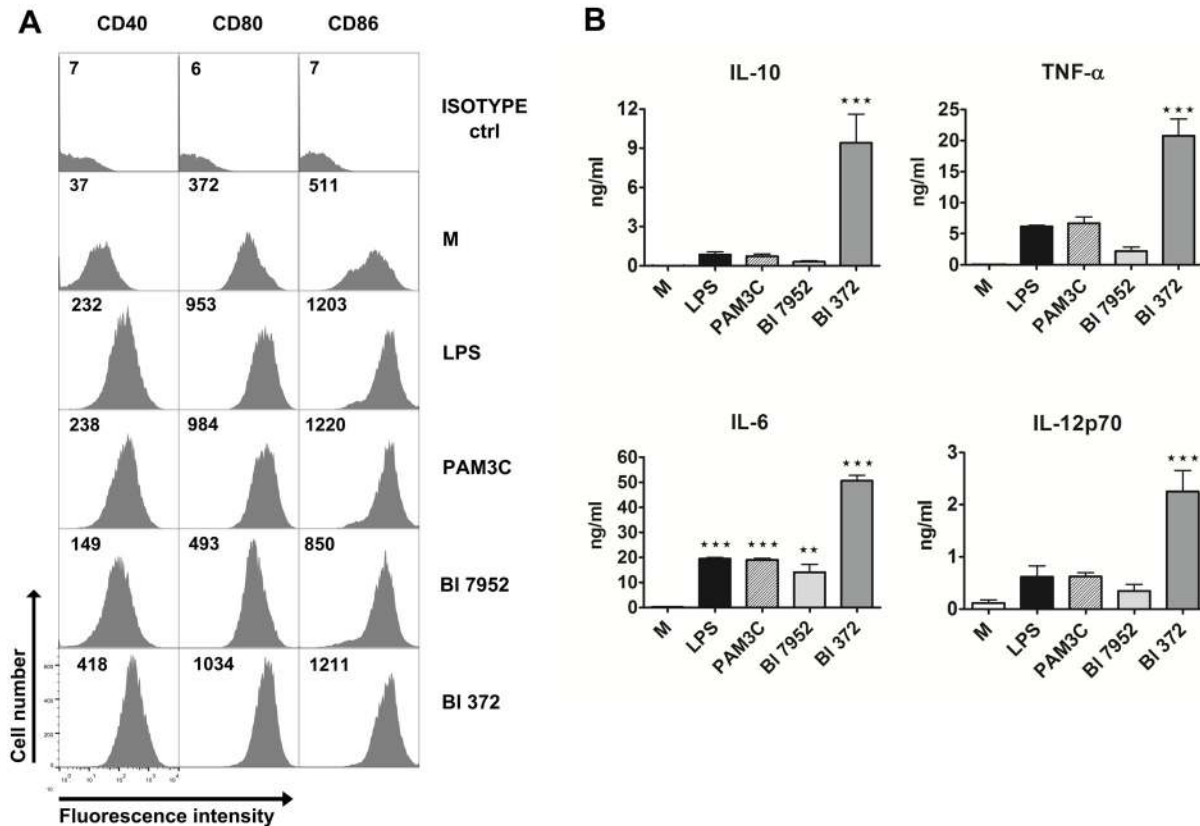 A
CD40 CD80 CD86
7 6 7
ISOTYPE
ctrl
37 372 511
M
232 953 1203
LPS
238 984 1220
PAM3C
149 493 850
BI 7952
418 1034 1211
BI 372
Cell number
Fluorescence intensity
B
IL-10
★★★
12
9
6
3
0
ng/ml
M LPS PAM3C BI 7952 BI 372
TNF-α
★★★
25
20
15
10
5
0
ng/ml
M LPS PAM3C BI 7952 BI 372
IL-6
★★★ ★★★ ★★ ★★★
60
50
40
30
20
10
0
ng/ml
M LPS PAM3C BI 7952 BI 372
IL-12p70
★★★
3
2
1
0
ng/ml
M LPS PAM3C BI 7952 BI 372